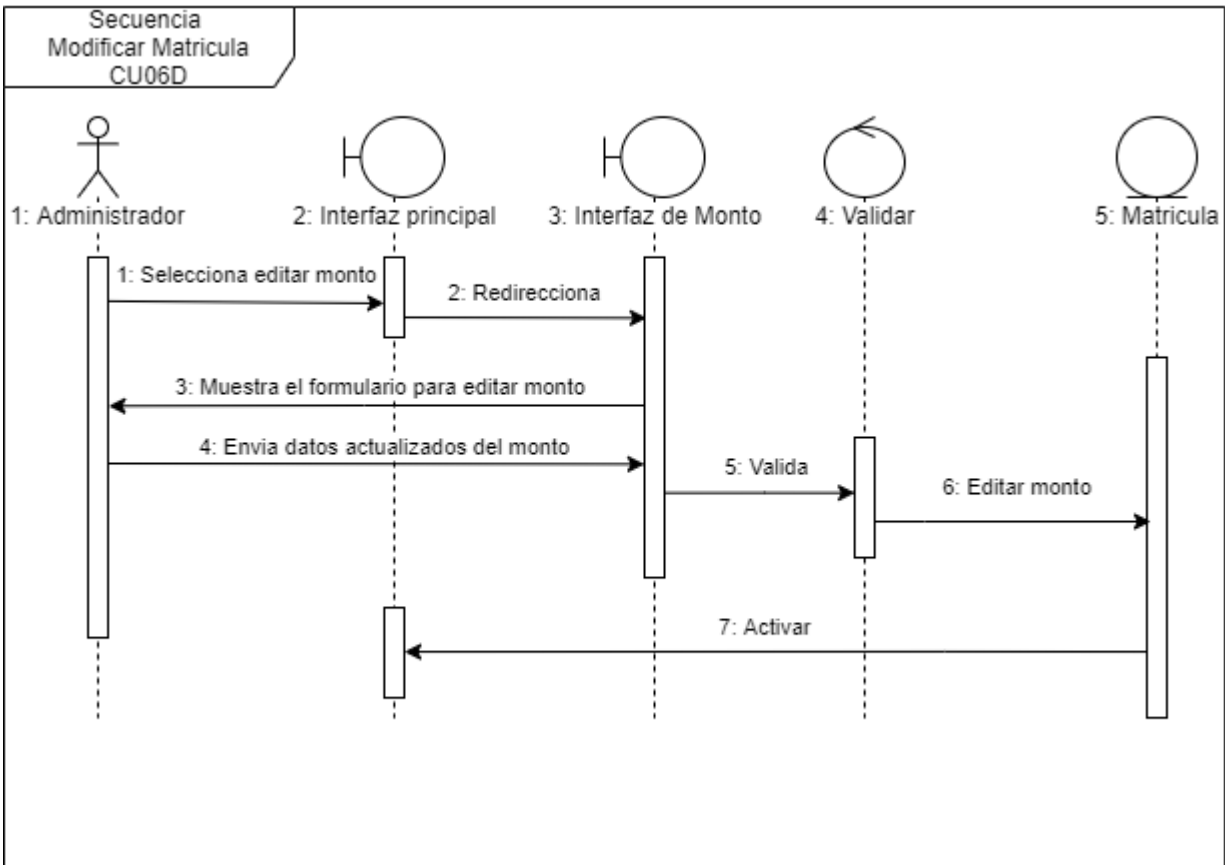 Secuencia
Modificar Matricula
CU06D
1: Administrador
2: Interfaz principal
3: Interfaz de Monto
4: Validar
5: Matricula
1: Selecciona editar monto
2: Redirecciona
3: Muestra el formulario para editar monto
4: Envia datos actualizados del monto
5: Valida
6: Editar monto
7: Activar